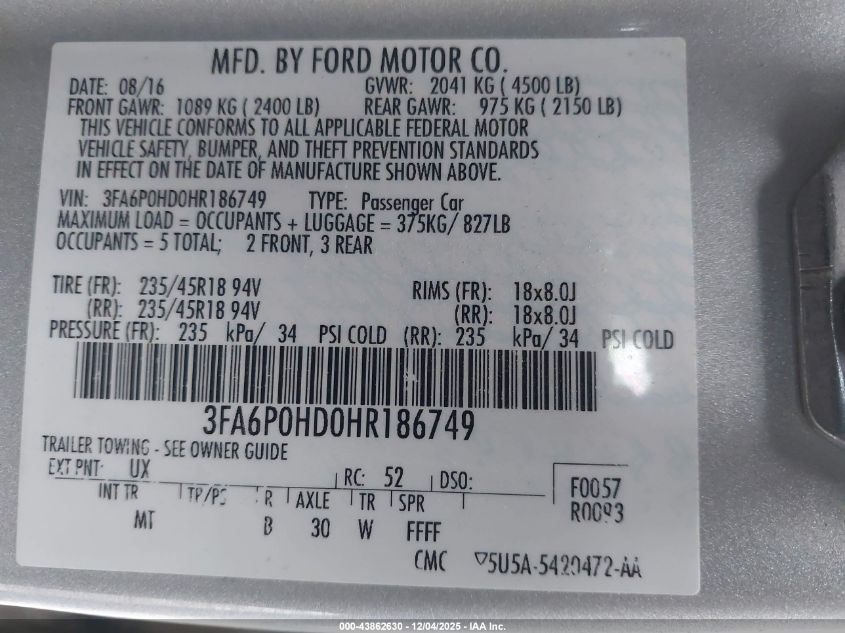 MFD. BY FORD MOTOR CO.
DATE: 08/16 GVWR: 2041 KG ( 4500 LB)
FRONT GAWR: 1089 KG ( 2400 LB) REAR GAWR: 975 KG ( 2150 LB)
THIS VEHICLE CONFORMS TO ALL APPLICABLE FEDERAL MOTOR
VEHICLE SAFETY, BUMPER, AND THEFT PREVENTION STANDARDS
IN EFFECT ON THE DATE OF MANUFACTURE SHOWN ABOVE.
VIN: 3FA6P0HD0HR186749 TYPE: Passenger Car
MAXIMUM LOAD = OCCUPANTS + LUGGAGE = 375KG/ 827LB
OCCUPANTS = 5 TOTAL; 2 FRONT, 3 REAR
TIRE (FR): 235/45R18 94V RIMS (FR): 18x8.0J
(RR): 235/45R18 94V (RR): 18x8.0J
PRESSURE (FR): 235 kPa/ 34 PSI COLD (RR): 235 kPa/ 34 PSI COLD
3FA6P0HD0HR186749
TRAILER TOWING - SEE OWNER GUIDE
EXT PNT: UX RC: 52 DSO:
INT TR TP/PS R AXLE TR SPR F0057
MT B 30 W FFFF R0093
CMC ▽5U5A-5420472-AA
000-43862630 - 12/04/2025 - IAA Inc.